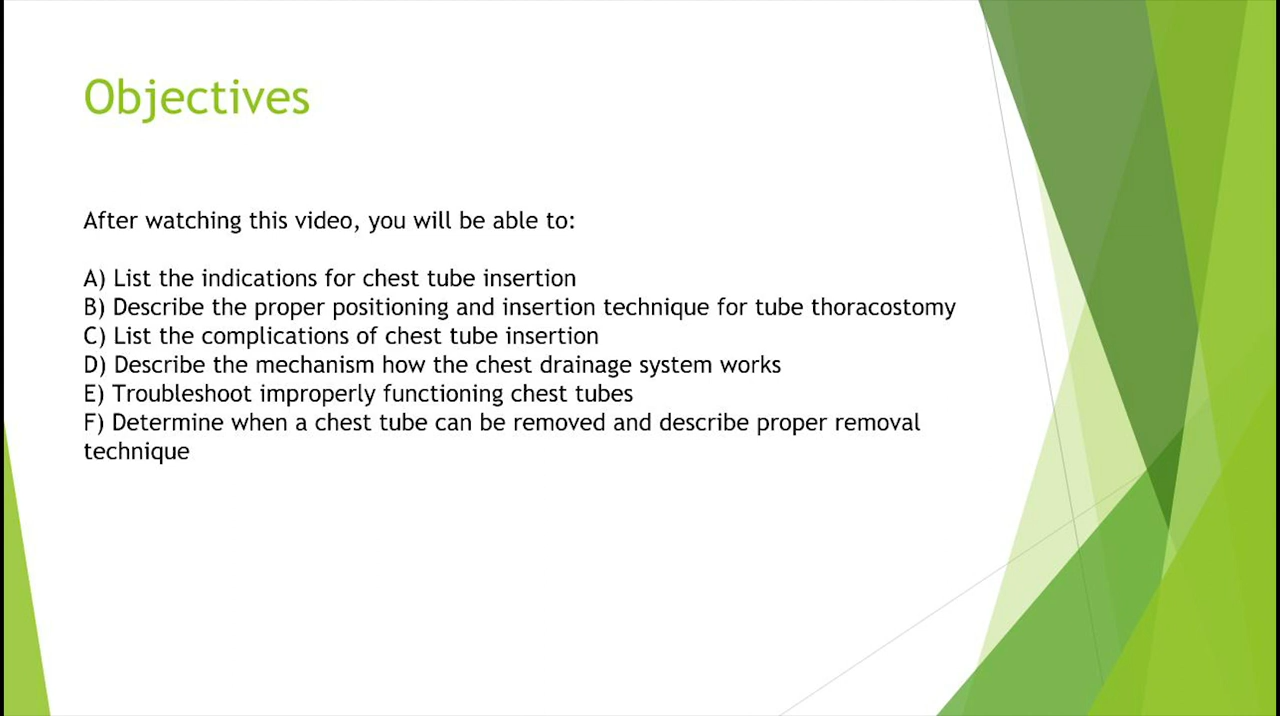 Objectives
After watching this video, you will be able to:
A) List the indications for chest tube insertion
B) Describe the proper positioning and insertion technique for tube thoracostomy
C) List the complications of chest tube insertion
D) Describe the mechanism how the chest drainage system works
E) Troubleshoot improperly functioning chest tubes
F) Determine when a chest tube can be removed and describe proper removal
technique